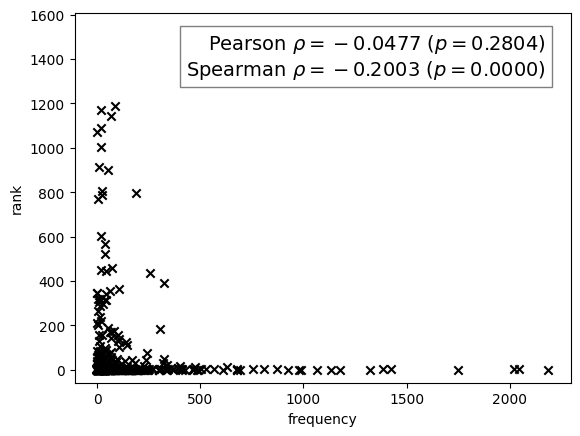 1600
1400
1200
1000
800
600
400
200
0
rank
Pearson ρ = −0.0477 (p = 0.2804)
Spearman ρ = −0.2003 (p = 0.0000)
0 500 1000 1500 2000
frequency